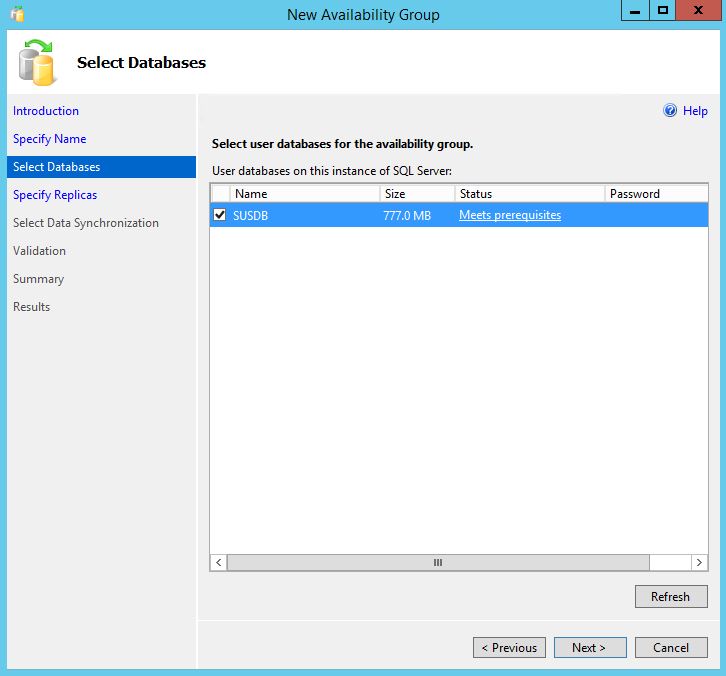 New Availability Group
Select Databases
Introduction
Specify Name
Select Databases
Specify Replicas
Select Data Synchronization
Validation
Summary
Results
Help
Select user databases for the availability group.
User databases on this instance of SQL Server:
Name Size Status Password
SUSDB 777.0 MB Meets prerequisites
Refresh
< Previous Next > Cancel